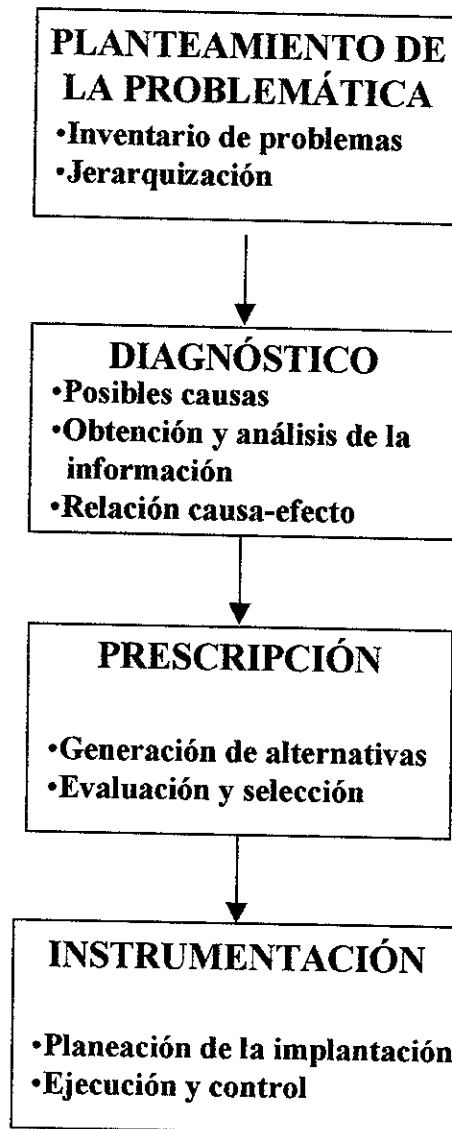 PLANTEAMIENTO DE
LA PROBLEMÁTICA
•Inventario de problemas
•Jerarquización
DIAGNÓSTICO
•Posibles causas
•Obtención y análisis de la
información
•Relación causa-efecto
PRESCRIPCIÓN
•Generación de alternativas
•Evaluación y selección
INSTRUMENTACIÓN
•Planeación de la implantación
•Ejecución y control